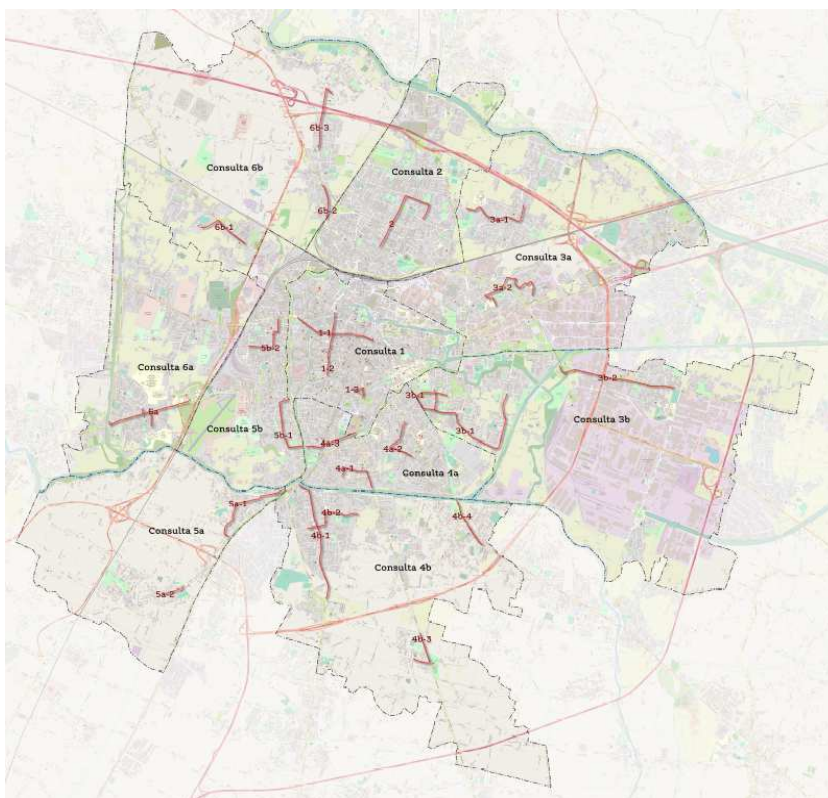 6b-3
Consulta 6b
Consulta 2
6b-2
2
3a-1
6b-1
Consulta 3a
3a-2
1-1
5b-2
Consulta 1
Consulta 6a
1-2
3b-2
1-3
3b-1
6a
Consulta 3b
Consulta 5b
5b-1
3b-1
4a-3
4a-2
4a-1
Consulta 4a
5a-1
4b-2
4b-4
Consulta 5a
4b-1
Consulta 4b
5a-2
4b-3